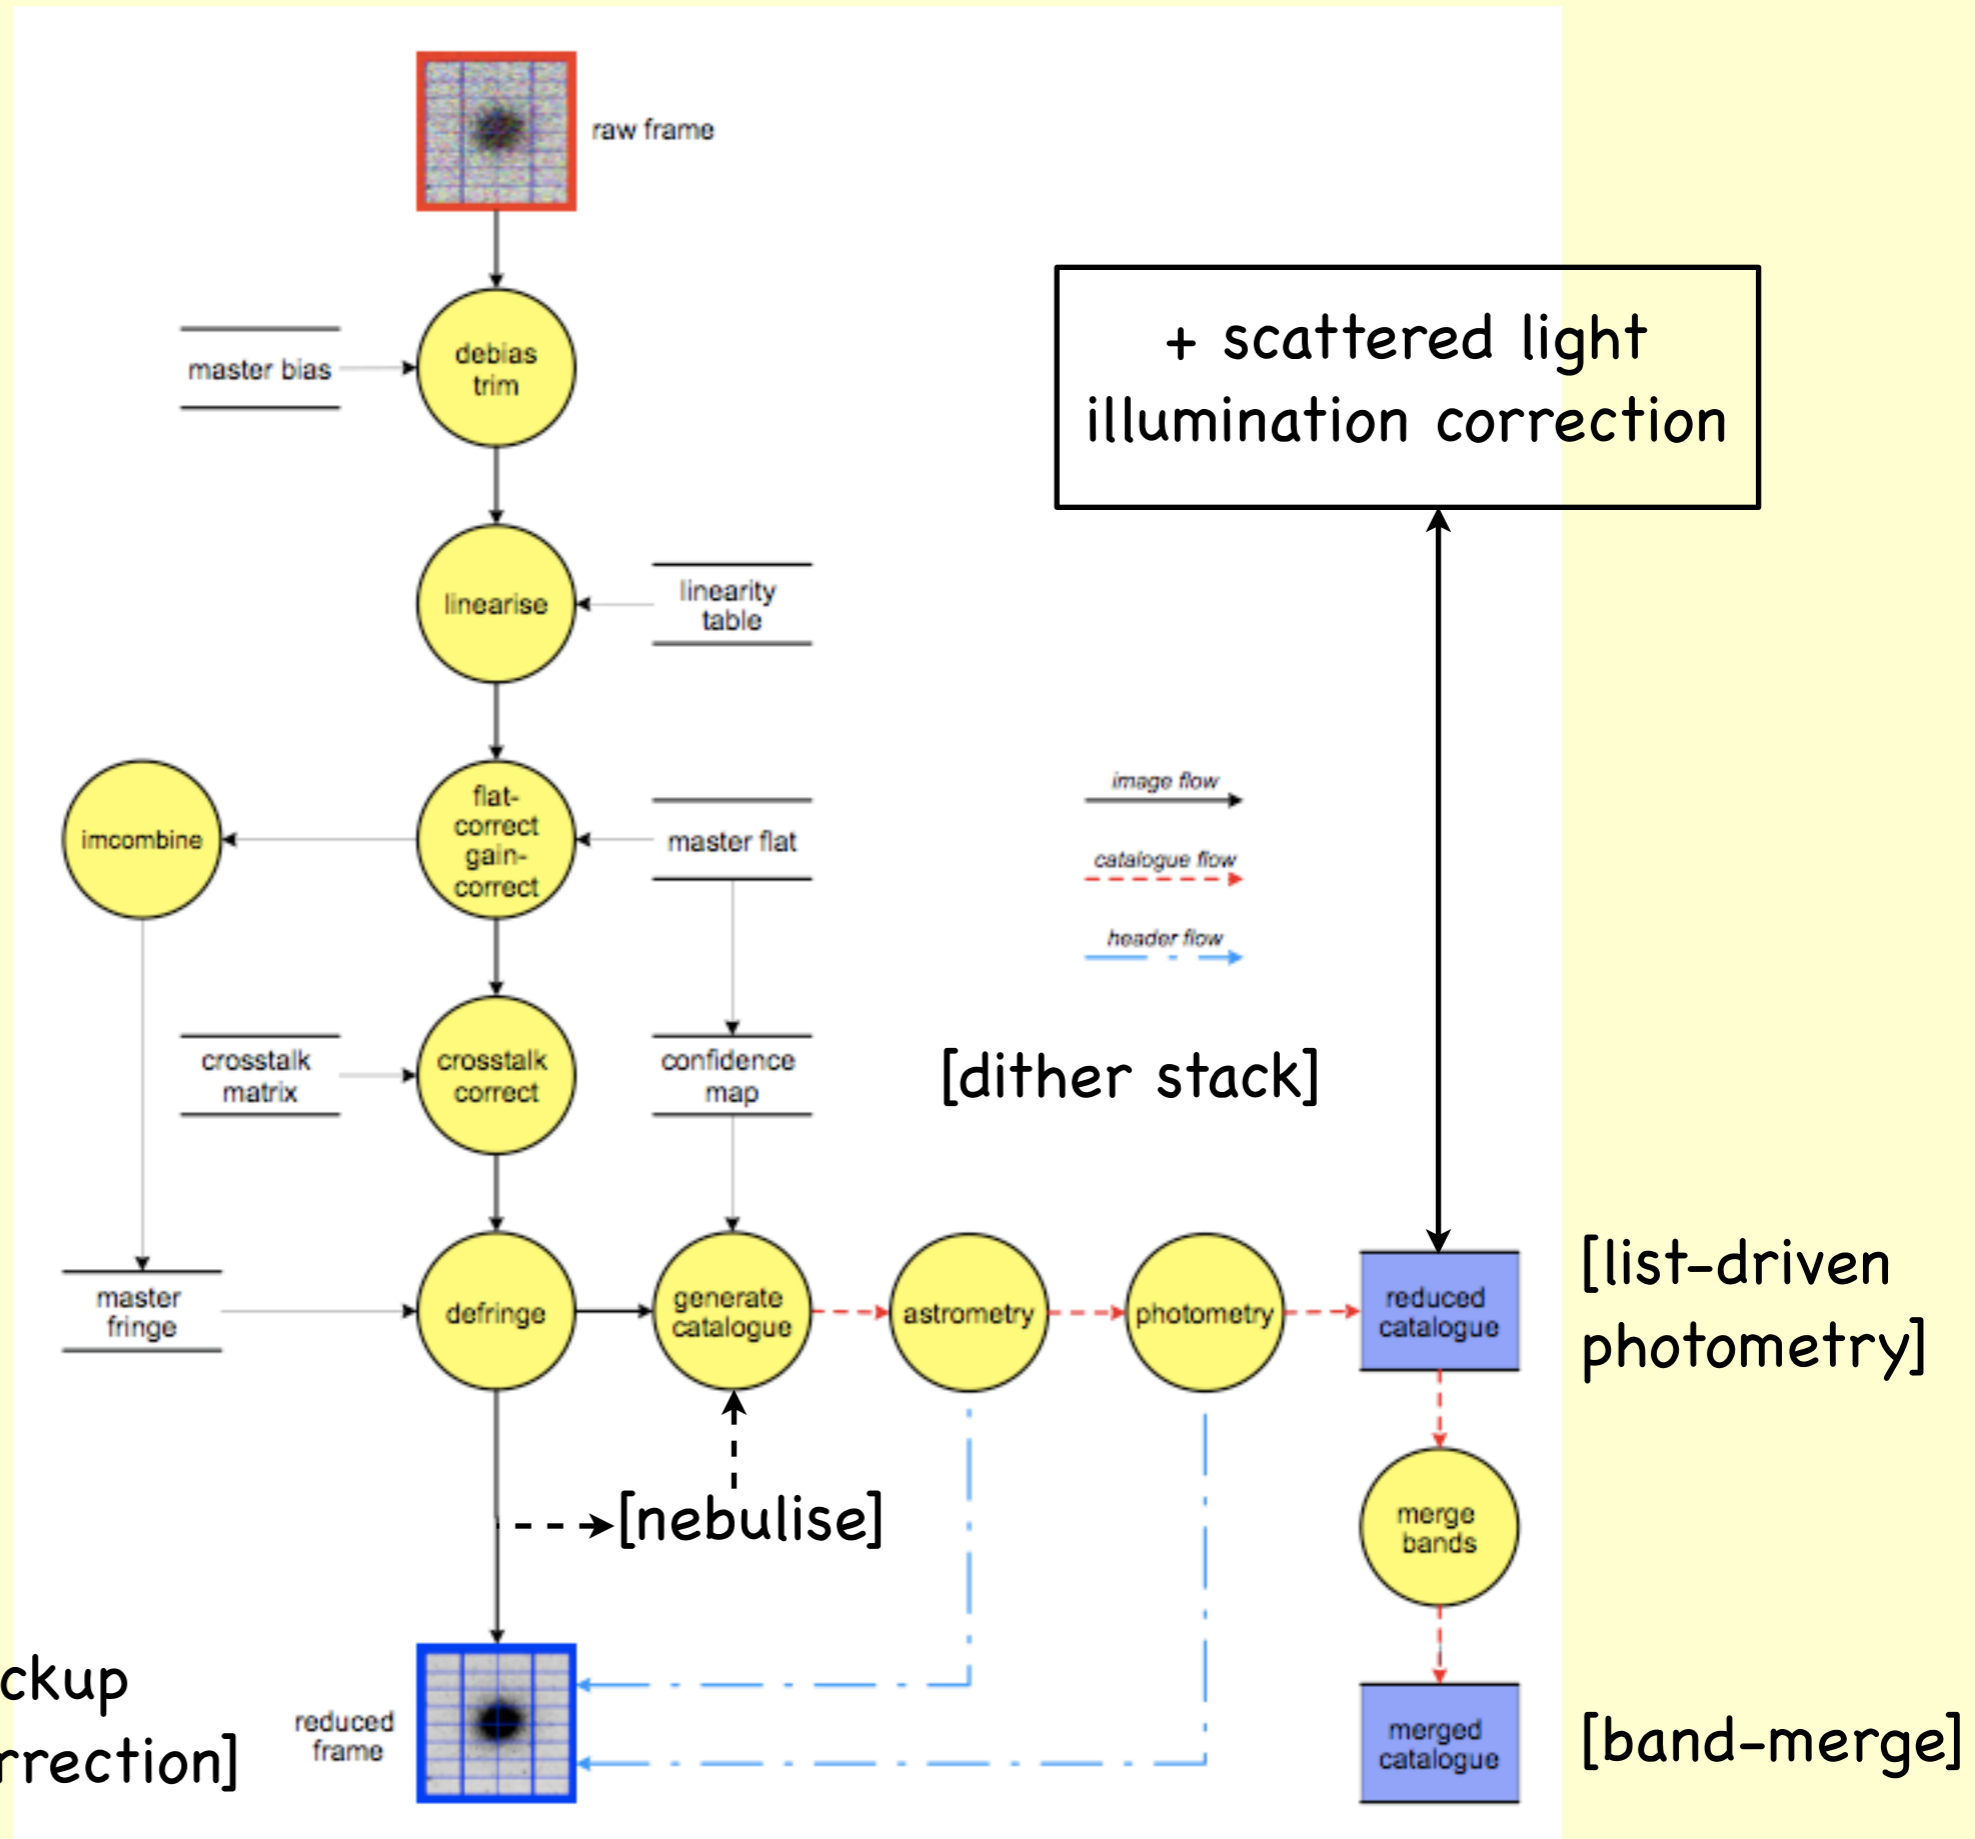 raw frame
+ scattered light
illumination correction
master bias
debias
trim
linearise
linearity
table
imcombine
flat-
correct
gain-
correct
master flat
image flow
catalogue flow
header flow
crosstalk
matrix
crosstalk
correct
confidence
map
[dither stack]
master
fringe
defringe
generate
catalogue
astrometry
photometry
reduced
catalogue
[list-driven
photometry]
[nebulise]
merge
bands
ckup
rrection]
reduced
frame
merged
catalogue
[band-merge]